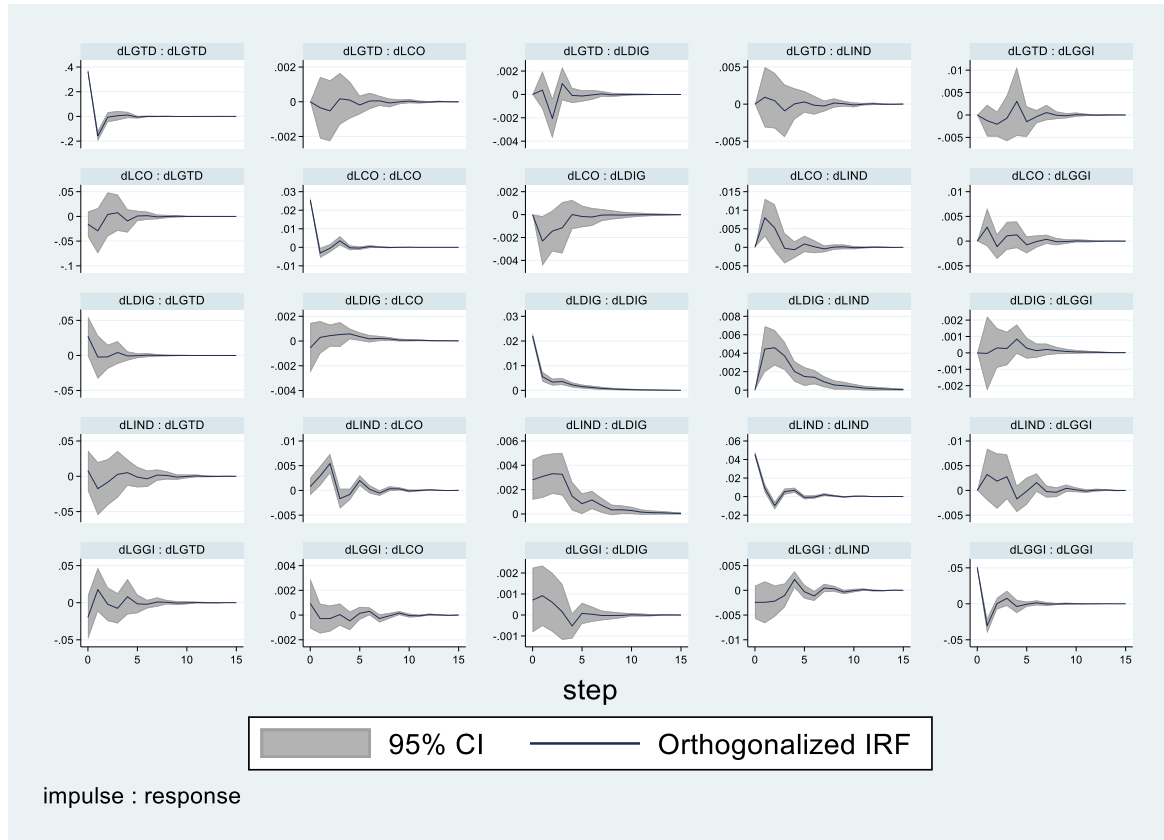 dLGTD : dLGTD dLGTD : dLCO dLGTD : dLDIG dLGTD : dLIND dLGTD : dLGGI
.4 .002 .002 .005 .01
.2 0 0 0 .005
0 -.002 -.002 -.005 0
-.2 -.004 -.005
dLCO : dLGTD dLCO : dLCO dLCO : dLDIG dLCO : dLIND dLCO : dLGGI
.05 .03 .002 .015 .01
0 .02 0 .01 .005
-.05 .01 -.002 .005 0
-.1 0 -.004 0 -.005
-.01 -.005
dLDIG : dLGTD dLDIG : dLCO dLDIG : dLDIG dLDIG : dLIND dLDIG : dLGGI
.05 .002 .03 .008 .002
0 0 .02 .006 .001
-.05 -.002 .01 .004 0
-.004 0 .002 -.001
0 -.002
dLIND : dLGTD dLIND : dLCO dLIND : dLDIG dLIND : dLIND dLIND : dLGGI
.05 .01 .006 .06 .01
0 .005 .004 .04 .005
-.05 0 .002 .02 0
-.005 0 0 -.005
-.02
dLGGI : dLGTD dLGGI : dLCO dLGGI : dLDIG dLGGI : dLIND dLGGI : dLGGI
.05 .004 .002 .005 .05
0 .002 .001 0 0
-.05 0 0 -.005 -.05
-.002 -.001 -.01
0 5 10 15 0 5 10 15 0 5 10 15 0 5 10 15 0 5 10 15
step
95% CI Orthogonalized IRF
impulse : response